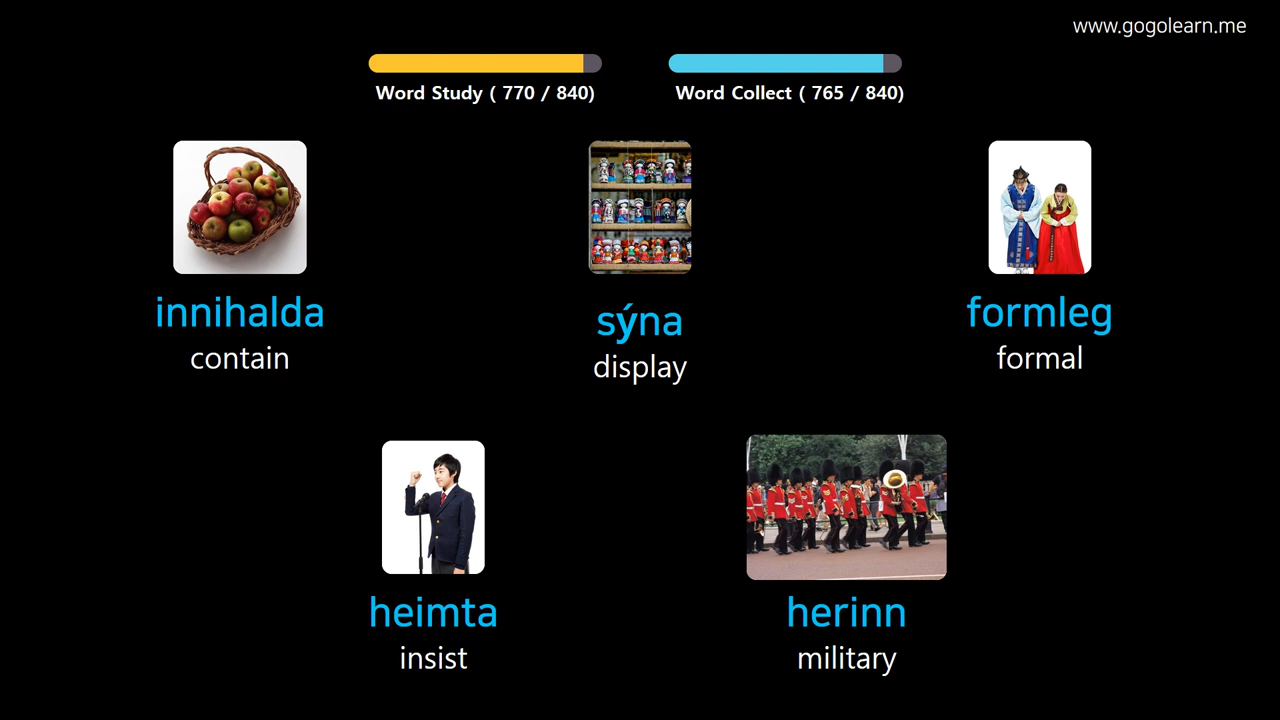 www.gogolearn.me
Word Study ( 770 / 840)
Word Collect ( 765 / 840)
innihalda
contain
sýna
display
formleg
formal
heimta
insist
herinn
military